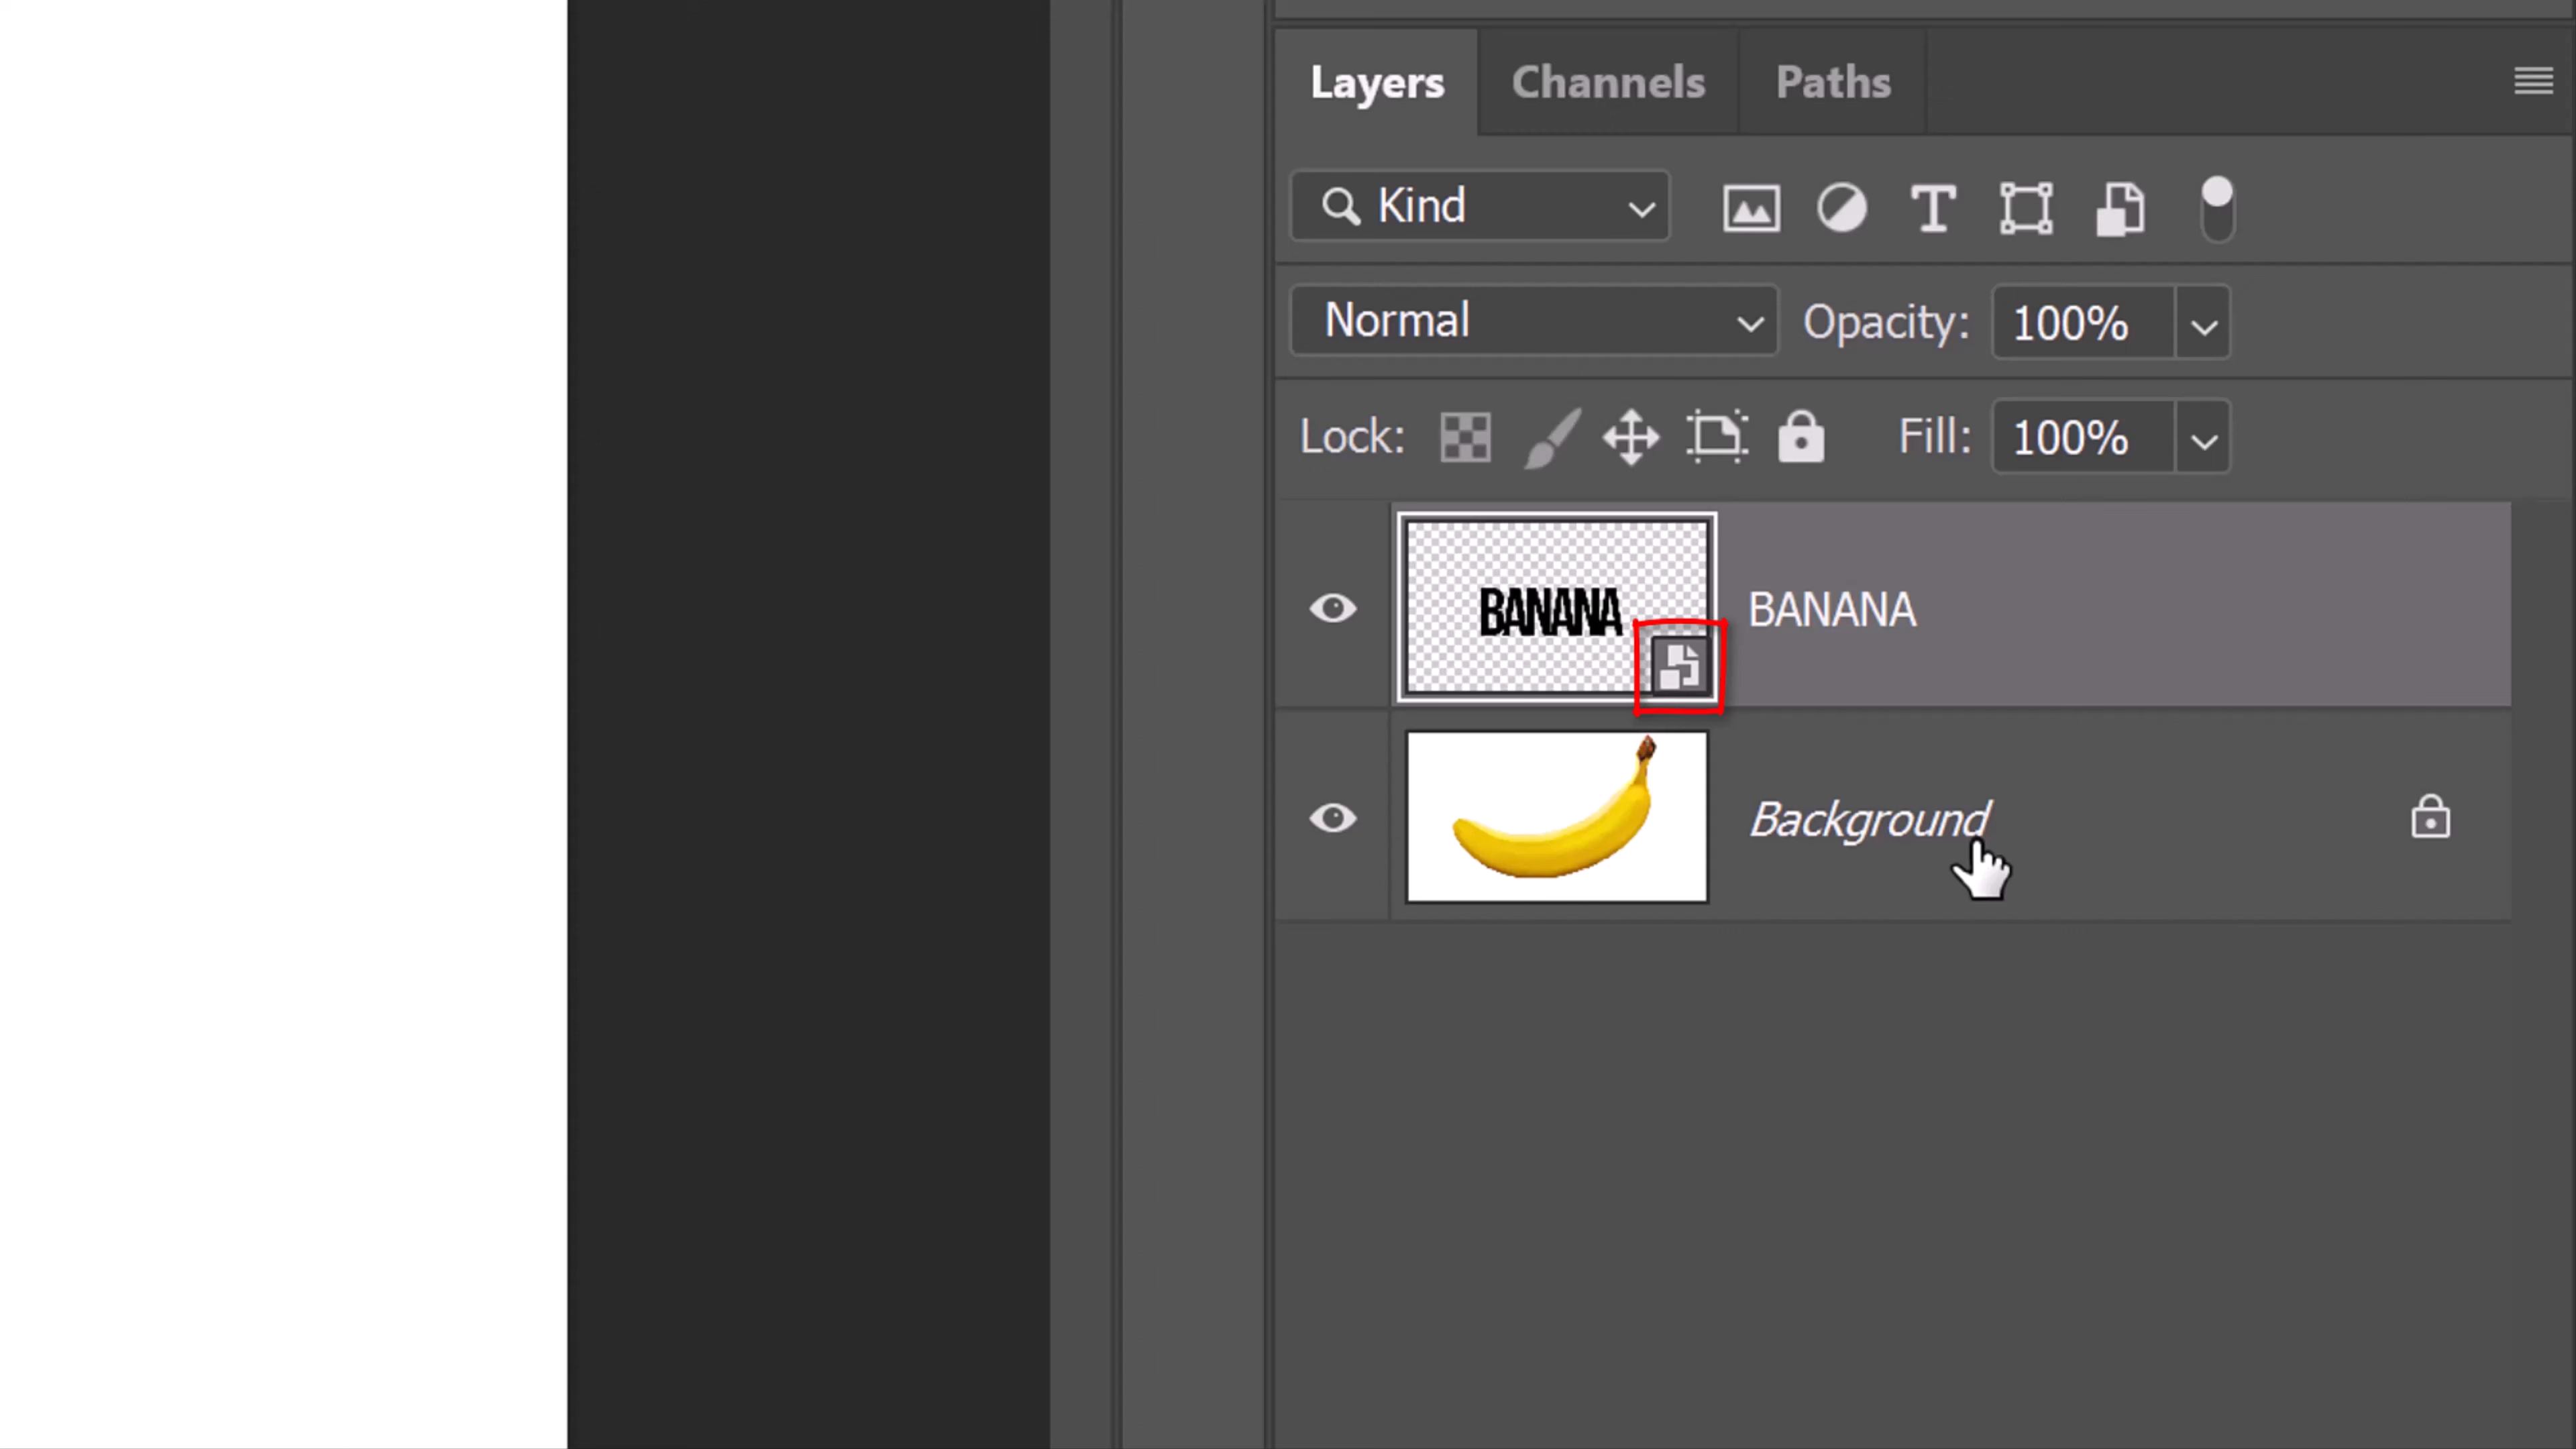 Layers Channels Paths
Kind
Normal Opacity: 100%
Lock: Fill: 100%
BANANA BANANA
Background